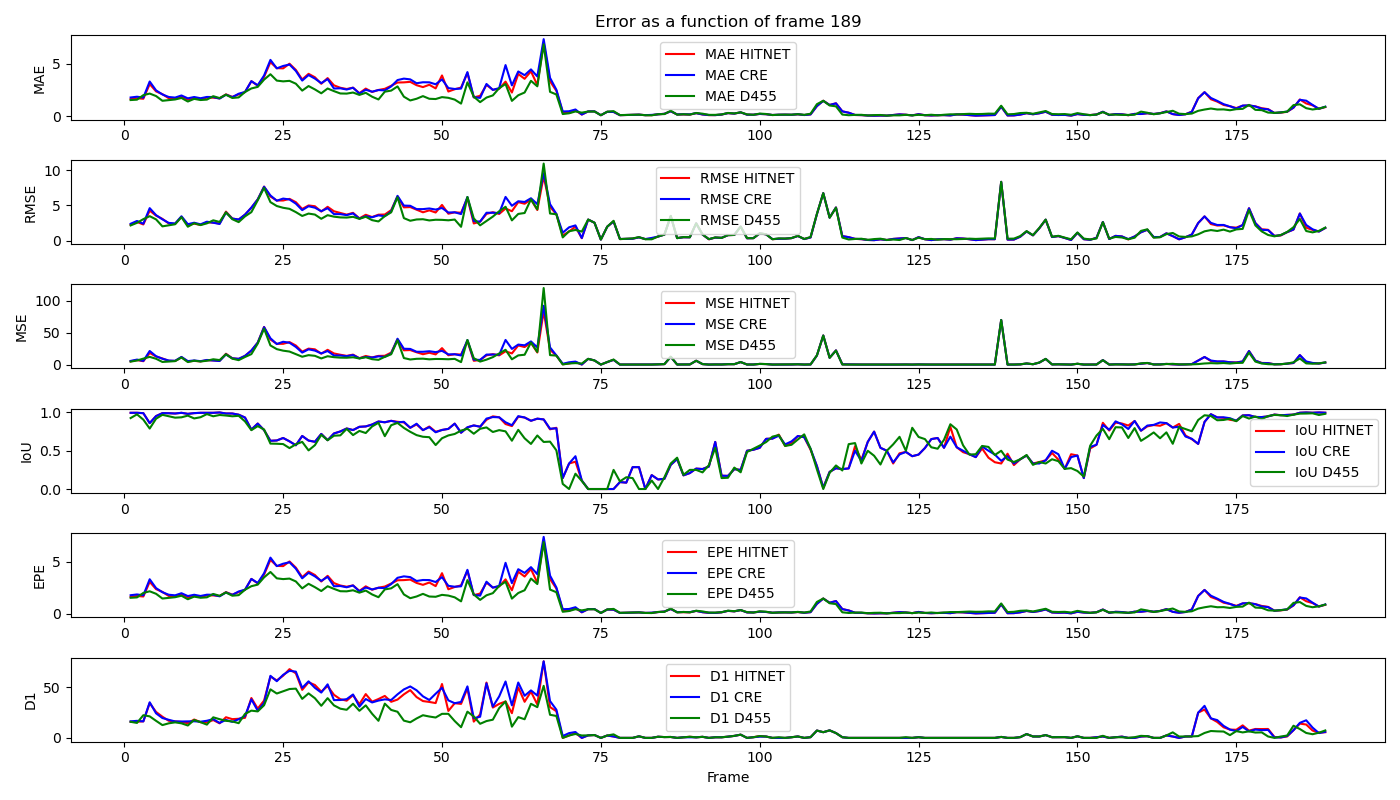 Error as a function of frame 189
MAE
5
0
MAE HITNET
MAE CRE
MAE D455
0 25 50 75 100 125 150 175
RMSE
10
5
0
RMSE HITNET
RMSE CRE
RMSE D455
0 25 50 75 100 125 150 175
MSE
100
50
0
MSE HITNET
MSE CRE
MSE D455
0 25 50 75 100 125 150 175
IoU
1.0
0.5
0.0
IoU HITNET
IoU CRE
IoU D455
0 25 50 75 100 125 150 175
EPE
5
0
EPE HITNET
EPE CRE
EPE D455
0 25 50 75 100 125 150 175
D1
50
0
D1 HITNET
D1 CRE
D1 D455
0 25 50 75 100 125 150 175
Frame